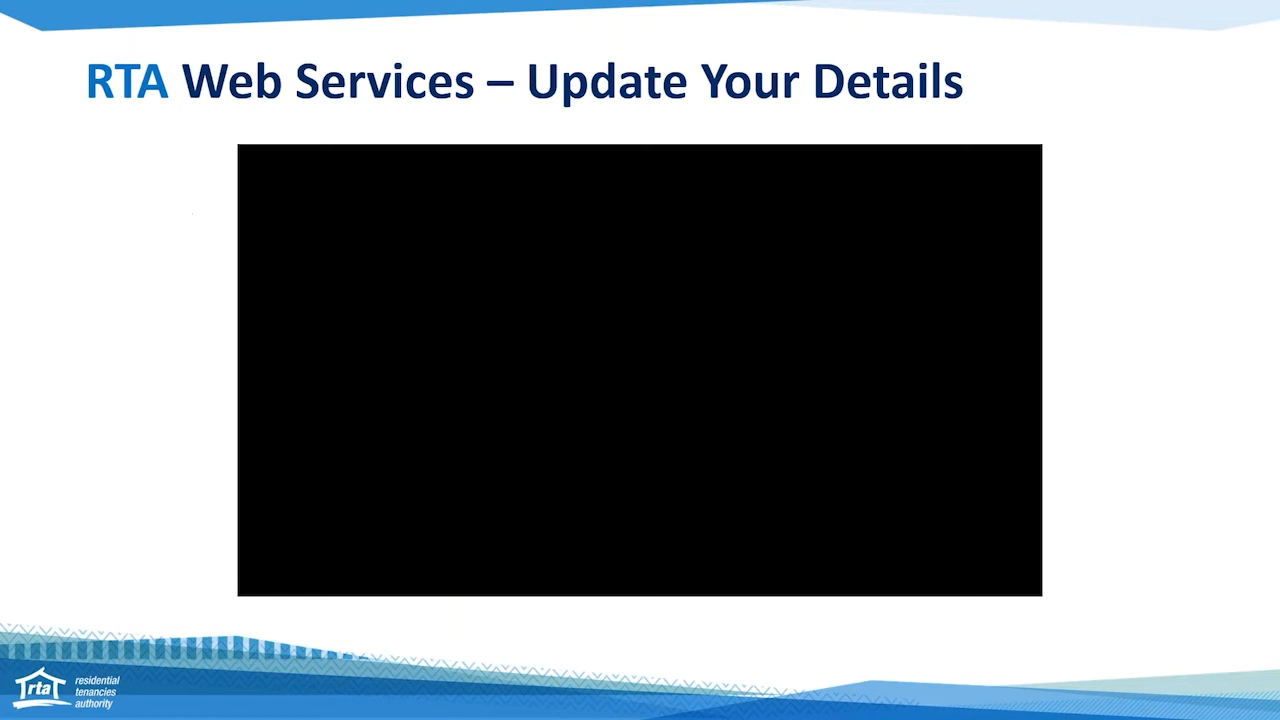 RTA Web Services – Update Your Details
rta
residential
tenancies
authority